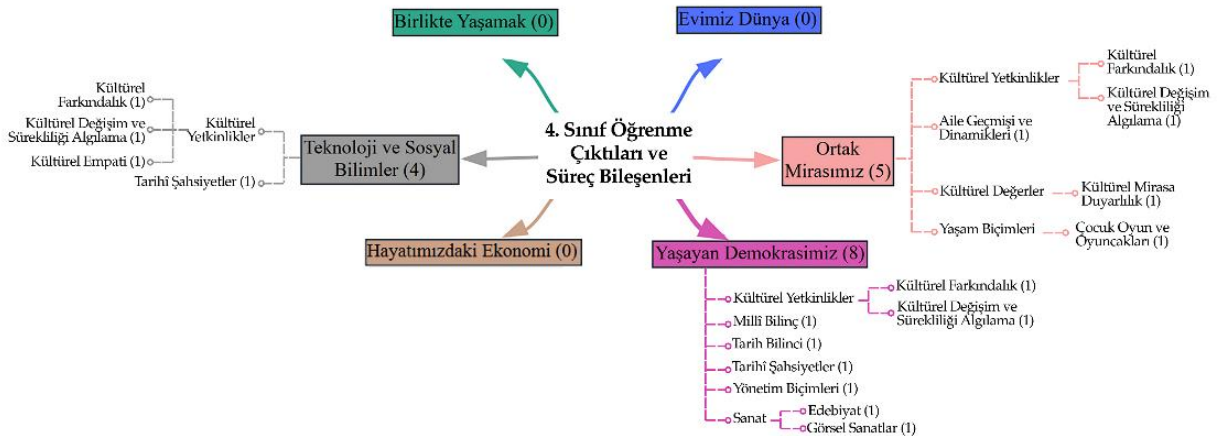 Birlikte Yaşamak (0)
Evimiz Dünya (0)
4. Sınıf Öğrenme
Çıktıları ve
Süreç Bileşenleri
Teknoloji ve Sosyal
Bilimler (4)
Kültürel
Yetkinlikler
Kültürel
Farkındalık (1)
Kültürel Değişim ve
Sürekliliği Algılama (1)
Kültürel Empati (1)
Tarihî Şahsiyetler (1)
Ortak
Mirasımız (5)
Kültürel Yetkinlikler
Kültürel
Farkındalık (1)
Kültürel Değişim
ve Sürekliliği
Algılama (1)
Aile Geçmişi ve
Dinamikleri (1)
Kültürel Değerler
Kültürel Mirasa
Duyarlılık (1)
Yaşam Biçimleri
Çocuk Oyun ve
Oyuncakları (1)
Hayatımızdaki Ekonomi (0)
Yaşayan Demokrasimiz (8)
Kültürel Yetkinlikler
Kültürel Farkındalık (1)
Kültürel Değişim ve
Sürekliliği Algılama (1)
Millî Bilinç (1)
Tarih Bilinci (1)
Tarihî Şahsiyetler (1)
Yönetim Biçimleri (1)
Sanat
Edebiyat (1)
Görsel Sanatlar (1)